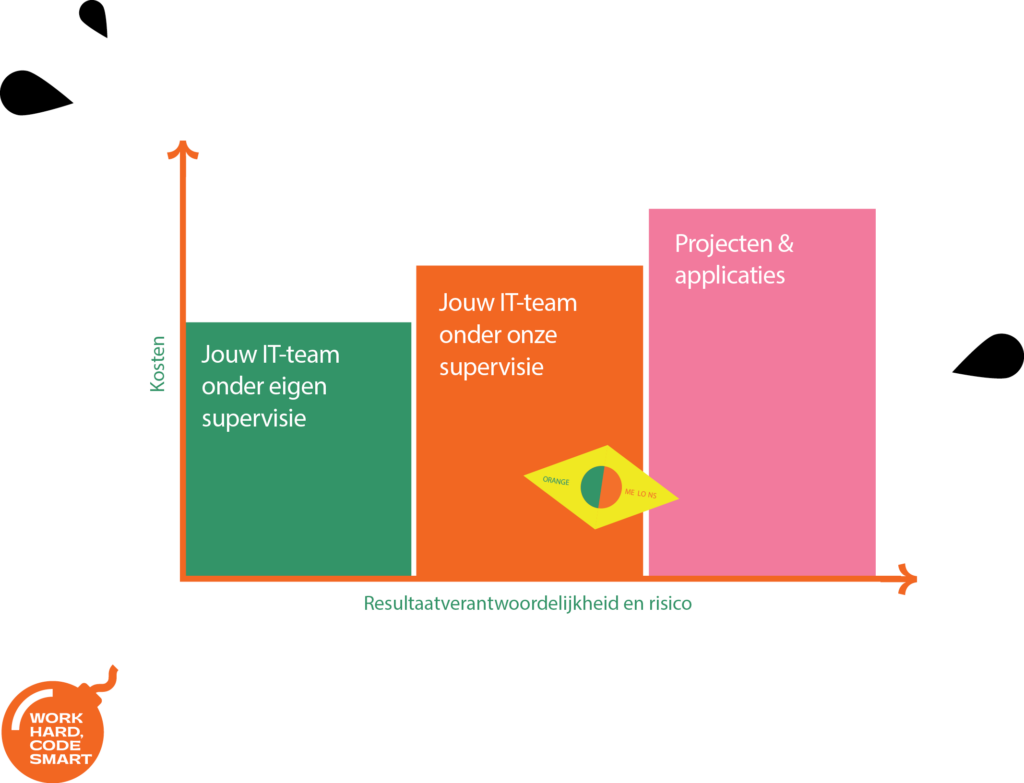 Projecten &
applicaties
Jouw IT-team
onder onze
supervisie
Jouw IT-team
onder eigen
supervisie
Kosten
ORANGE
ME LO NS
Resultaatverantwoordelijkheid en risico
WORK
HARD,
CODE
SMART